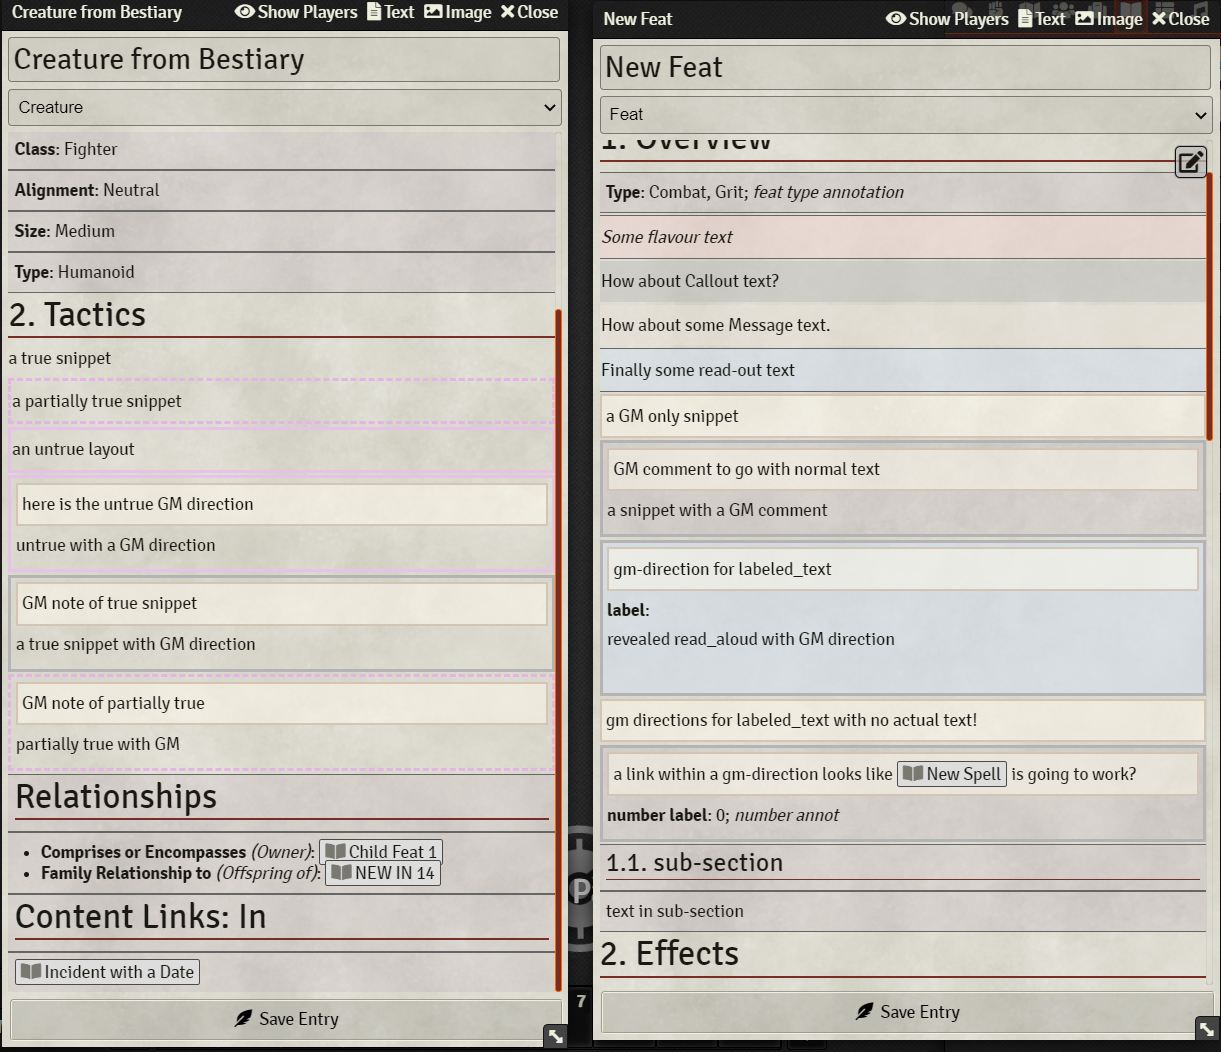 Creature from Bestiary
Show Players Text Image Close
Creature from Bestiary
Creature
Class: Fighter
Alignment: Neutral
Size: Medium
Type: Humanoid
2. Tactics
a true snippet
a partially true snippet
an untrue layout
here is the untrue GM direction
untrue with a GM direction
GM note of true snippet
a true snippet with GM direction
GM note of partially true
partially true with GM
Relationships
• Comprises or Encompasses (Owner): Child Feat 1
• Family Relationship to (Offspring of): NEW IN 14
Content Links: In
Incident with a Date
Save Entry
P
7
New Feat
Show Players Text Image Close
New Feat
Feat
1. Overview
Type: Combat, Grit; feat type annotation
Some flavour text
How about Callout text?
How about some Message text.
Finally some read-out text
a GM only snippet
GM comment to go with normal text
a snippet with a GM comment
gm-direction for labeled_text
label:
revealed read_aloud with GM direction
gm directions for labeled_text with no actual text!
a link within a gm-direction looks like New Spell is going to work?
number label: 0; number annot
1.1. sub-section
text in sub-section
2. Effects
Save Entry